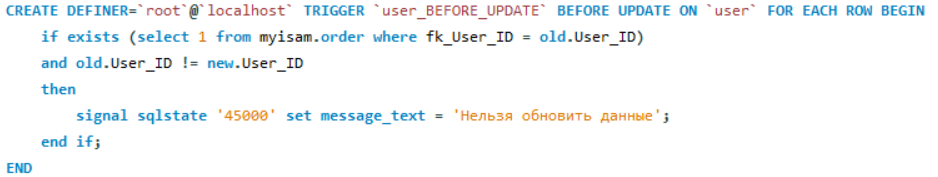 CREATE DEFINER=`root`@`localhost` TRIGGER `user_BEFORE_UPDATE` BEFORE UPDATE ON `user` FOR EACH ROW BEGIN
    if exists (select 1 from myisam.order where fk_User_ID = old.User_ID)
    and old.User_ID != new.User_ID
    then
        signal sqlstate '45000' set message_text = 'Нельзя обновить данные';
    end if;
END